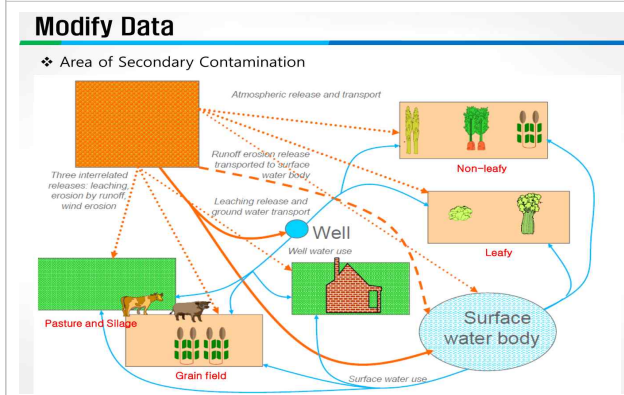 Modify Data
❖ Area of Secondary Contamination
Atmospheric release and transport
Non-leafy
Runoff erosion release
transported to surface
water body
Three interrelated
releases: leaching,
erosion by runoff,
wind erosion
Leaching release and
ground water transport
Well
Well water use
Leafy
Pasture and Silage
Surface
water body
Grain field
Surface water use